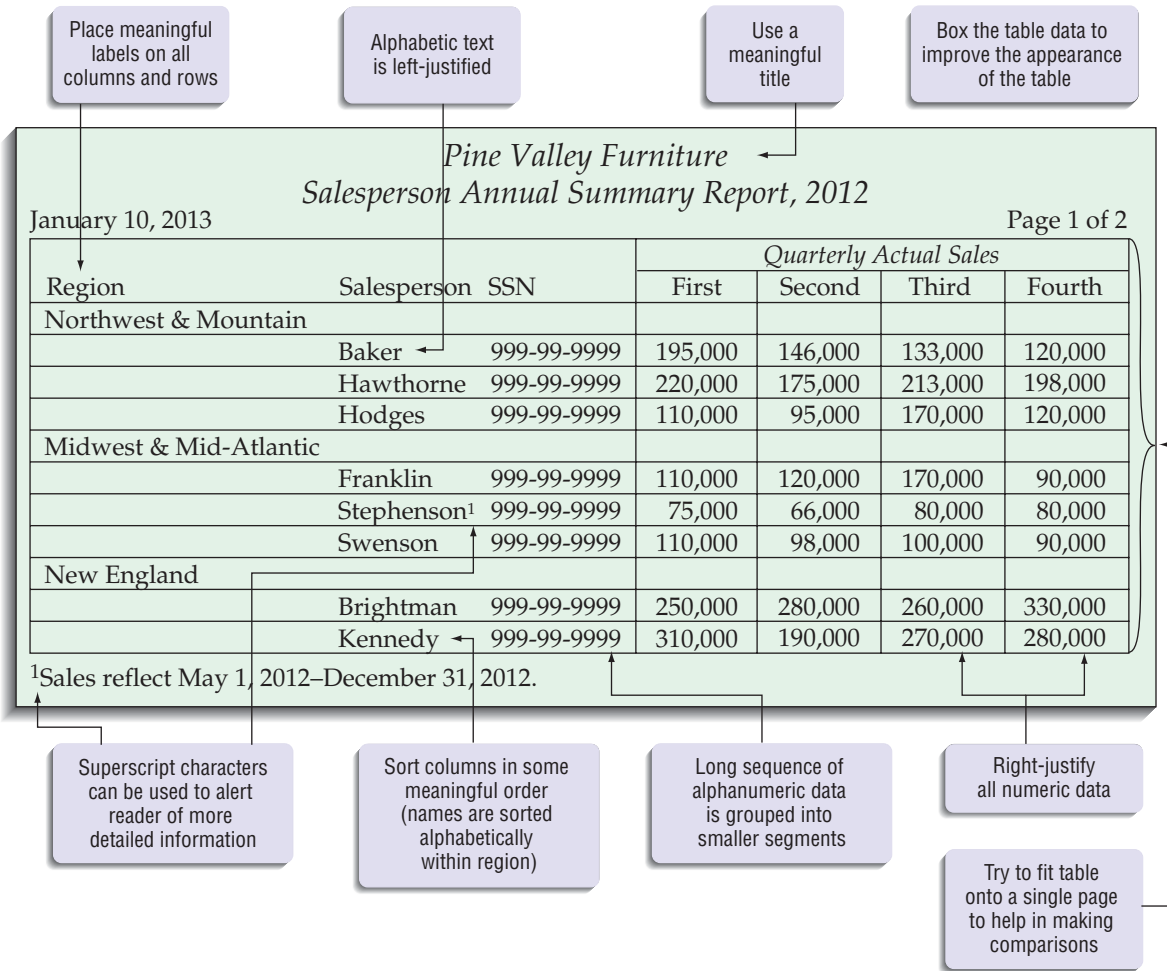 Place meaningful
labels on all
columns and rows
Alphabetic text
is left-justified
Use a
meaningful
title
Box the table data to
improve the appearance
of the table
Pine Valley Furniture
Salesperson Annual Summary Report, 2012
January 10, 2013 Page 1 of 2
Quarterly Actual Sales
Region Salesperson SSN First Second Third Fourth
Northwest & Mountain
Baker 999-99-9999 195,000 146,000 133,000 120,000
Hawthorne 999-99-9999 220,000 175,000 213,000 198,000
Hodges 999-99-9999 110,000 95,000 170,000 120,000
Midwest & Mid-Atlantic
Franklin 999-99-9999 110,000 120,000 170,000 90,000
Stephenson¹ 999-99-9999 75,000 66,000 80,000 80,000
Swenson 999-99-9999 110,000 98,000 100,000 90,000
New England
Brightman 999-99-9999 250,000 280,000 260,000 330,000
Kennedy 999-99-9999 310,000 190,000 270,000 280,000
¹Sales reflect May 1, 2012–December 31, 2012.
Superscript characters
can be used to alert
reader of more
detailed information
Sort columns in some
meaningful order
(names are sorted
alphabetically
within region)
Long sequence of
alphanumeric data
is grouped into
smaller segments
Right-justify
all numeric data
Try to fit table
onto a single page
to help in making
comparisons